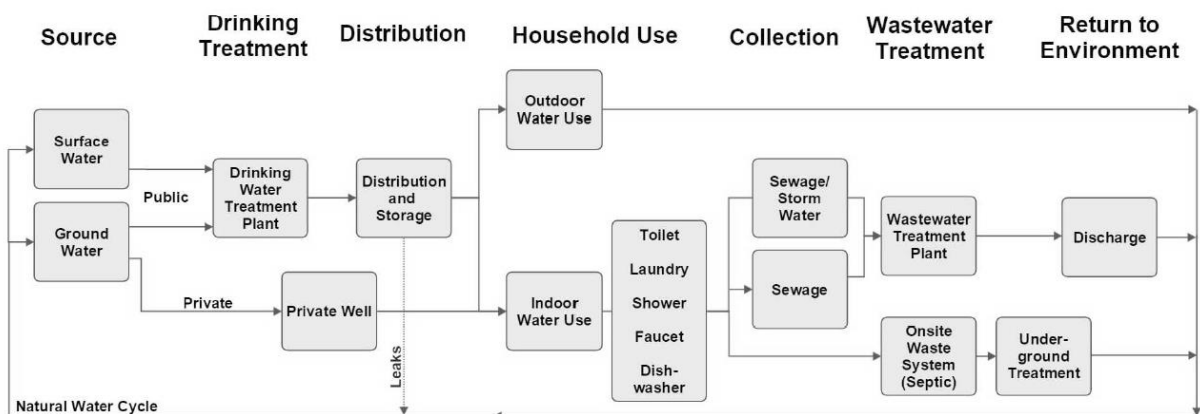 Source
Drinking
Treatment
Distribution
Household Use
Collection
Wastewater
Treatment
Return to
Environment
Outdoor
Water Use
Surface
Water
Public
Drinking
Water
Treatment
Plant
Distribution
and
Storage
Sewage/
Storm
Water
Ground
Water
Toilet
Laundry
Shower
Faucet
Dish-
washer
Wastewater
Treatment
Plant
Discharge
Private
Private Well
Indoor
Water Use
Sewage
Leaks
Onsite
Waste
System
(Septic)
Under-
ground
Treatment
Natural Water Cycle